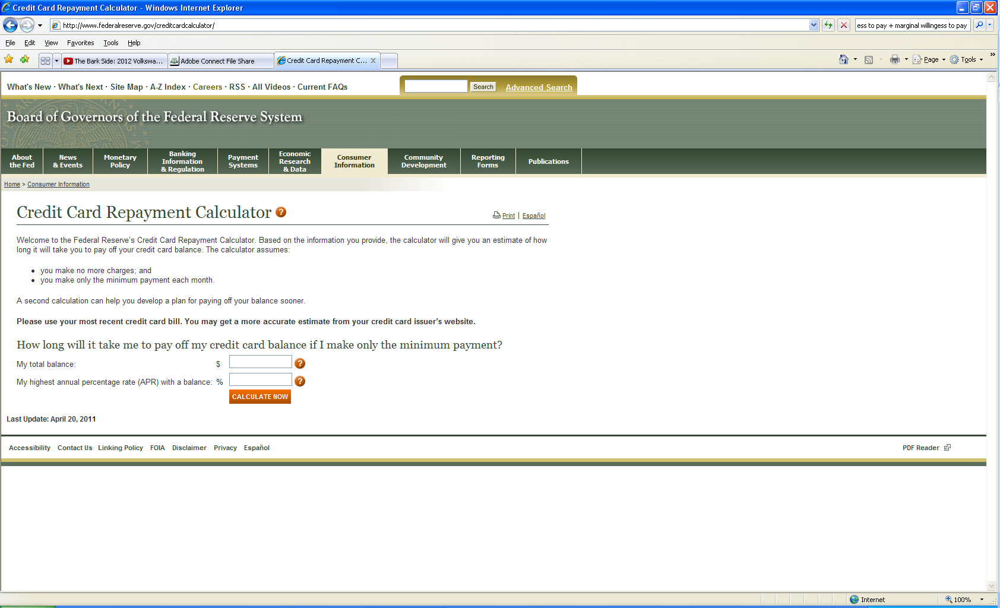 Credit Card Repayment Calculator - Windows Internet Explorer
http://www.federalreserve.gov/creditcardcalculator/
ess to pay + marginal willingess to pay
File Edit View Favorites Tools Help
The Bark Side: 2012 Volkswa...
Adobe Connect File Share
Credit Card Repayment C...
Page
Tools
»
What's New · What's Next · Site Map · A-Z Index · Careers · RSS · All Videos · Current FAQs
Search
Advanced Search
Board of Governors of the Federal Reserve System
About the Fed
News & Events
Monetary Policy
Banking Information & Regulation
Payment Systems
Economic Research & Data
Consumer Information
Community Development
Reporting Forms
Publications
Home > Consumer Information
Credit Card Repayment Calculator ?
Print | Español
Welcome to the Federal Reserve's Credit Card Repayment Calculator. Based on the information you provide, the calculator will give you an estimate of how
long it will take you to pay off your credit card balance. The calculator assumes:
• you make no more charges; and
• you make only the minimum payment each month.
A second calculation can help you develop a plan for paying off your balance sooner.
Please use your most recent credit card bill. You may get a more accurate estimate from your credit card issuer's website.
How long will it take me to pay off my credit card balance if I make only the minimum payment?
My total balance: $ ?
My highest annual percentage rate (APR) with a balance: % ?
CALCULATE NOW
Last Update: April 20, 2011
Accessibility Contact Us Linking Policy FOIA Disclaimer Privacy Español
PDF Reader
Internet
100%